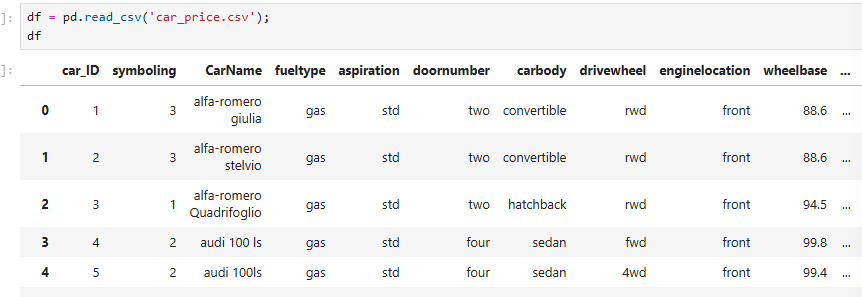 ]: df = pd.read_csv('car_price.csv');
df
]:
car_ID symboling CarName fueltype aspiration doornumber carbody drivewheel enginelocation wheelbase ...
0 1 3 alfa-romero giulia gas std two convertible rwd front 88.6 ...
1 2 3 alfa-romero stelvio gas std two convertible rwd front 88.6 ...
2 3 1 alfa-romero Quadrifoglio gas std two hatchback rwd front 94.5 ...
3 4 2 audi 100 ls gas std four sedan fwd front 99.8 ...
4 5 2 audi 100ls gas std four sedan 4wd front 99.4 ...